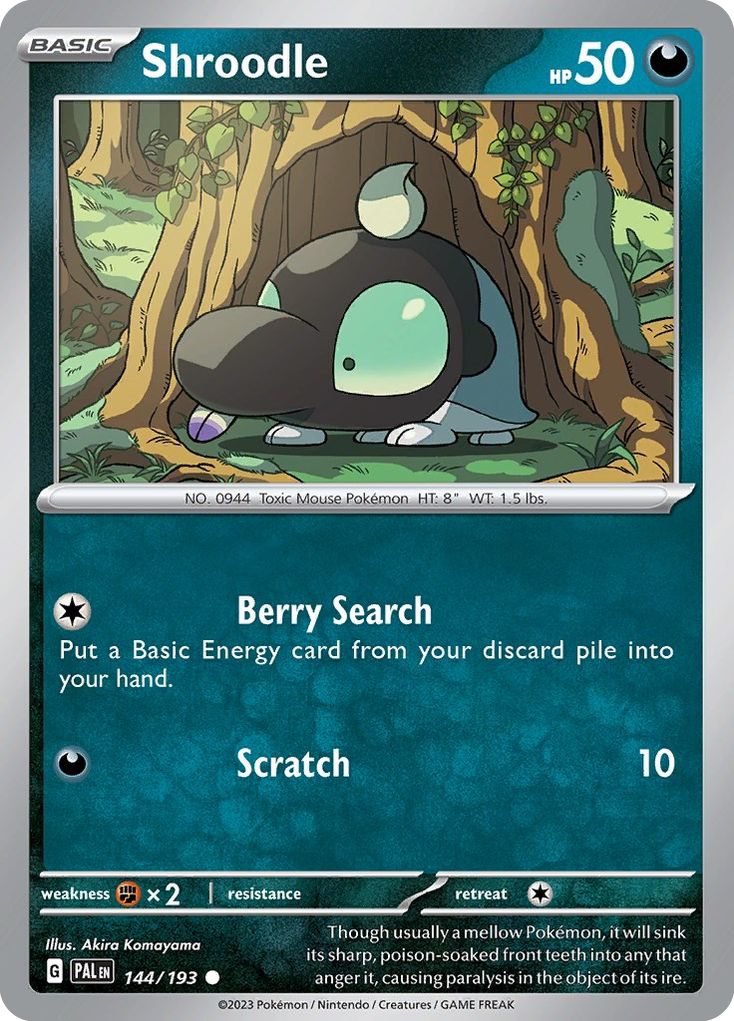 BASIC
Shroodle
HP 50
NO. 0944 Toxic Mouse Pokémon HT: 8" WT: 1.5 lbs.
Berry Search
Put a Basic Energy card from your discard pile into
your hand.
Scratch 10
weakness ×2 resistance retreat
Illus. Akira Komayama
Though usually a mellow Pokémon, it will sink
its sharp, poison-soaked front teeth into any that
anger it, causing paralysis in the object of its ire.
G PAL EN 144/193
©2023 Pokémon / Nintendo / Creatures / GAME FREAK